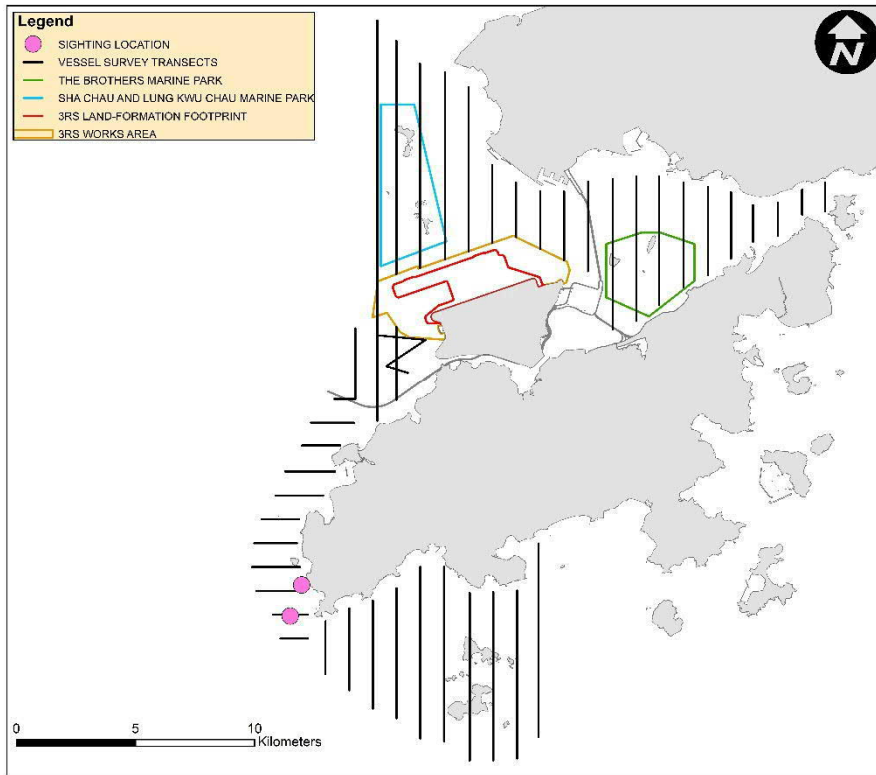 Legend
SIGHTING LOCATION
VESSEL SURVEY TRANSECTS
THE BROTHERS MARINE PARK
SHA CHAU AND LUNG KWU CHAU MARINE PARK
3RS LAND-FORMATION FOOTPRINT
3RS WORKS AREA
N
0 5 10
Kilometers